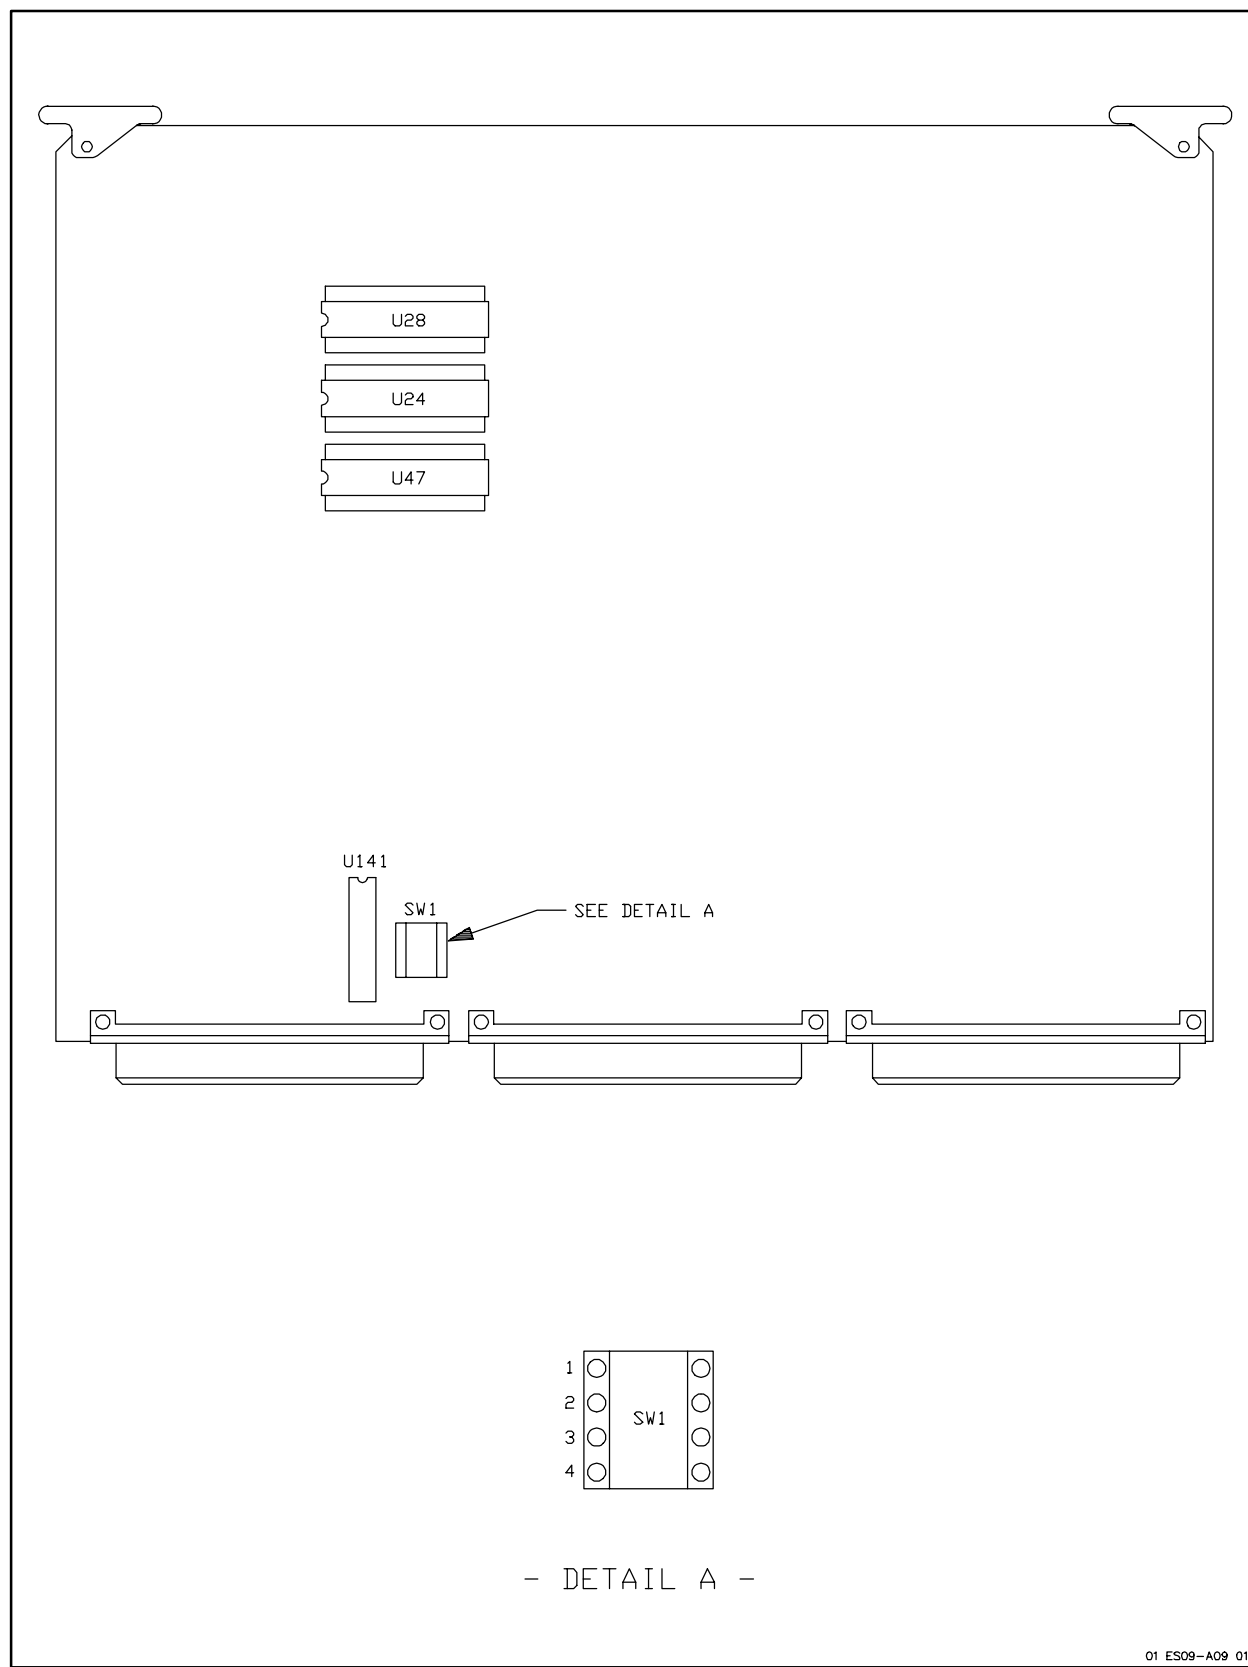 U28
U24
U47
U141
SW1
SEE DETAIL A
1
2
SW1
3
4
- DETAIL A -
01 ES09-A09 01